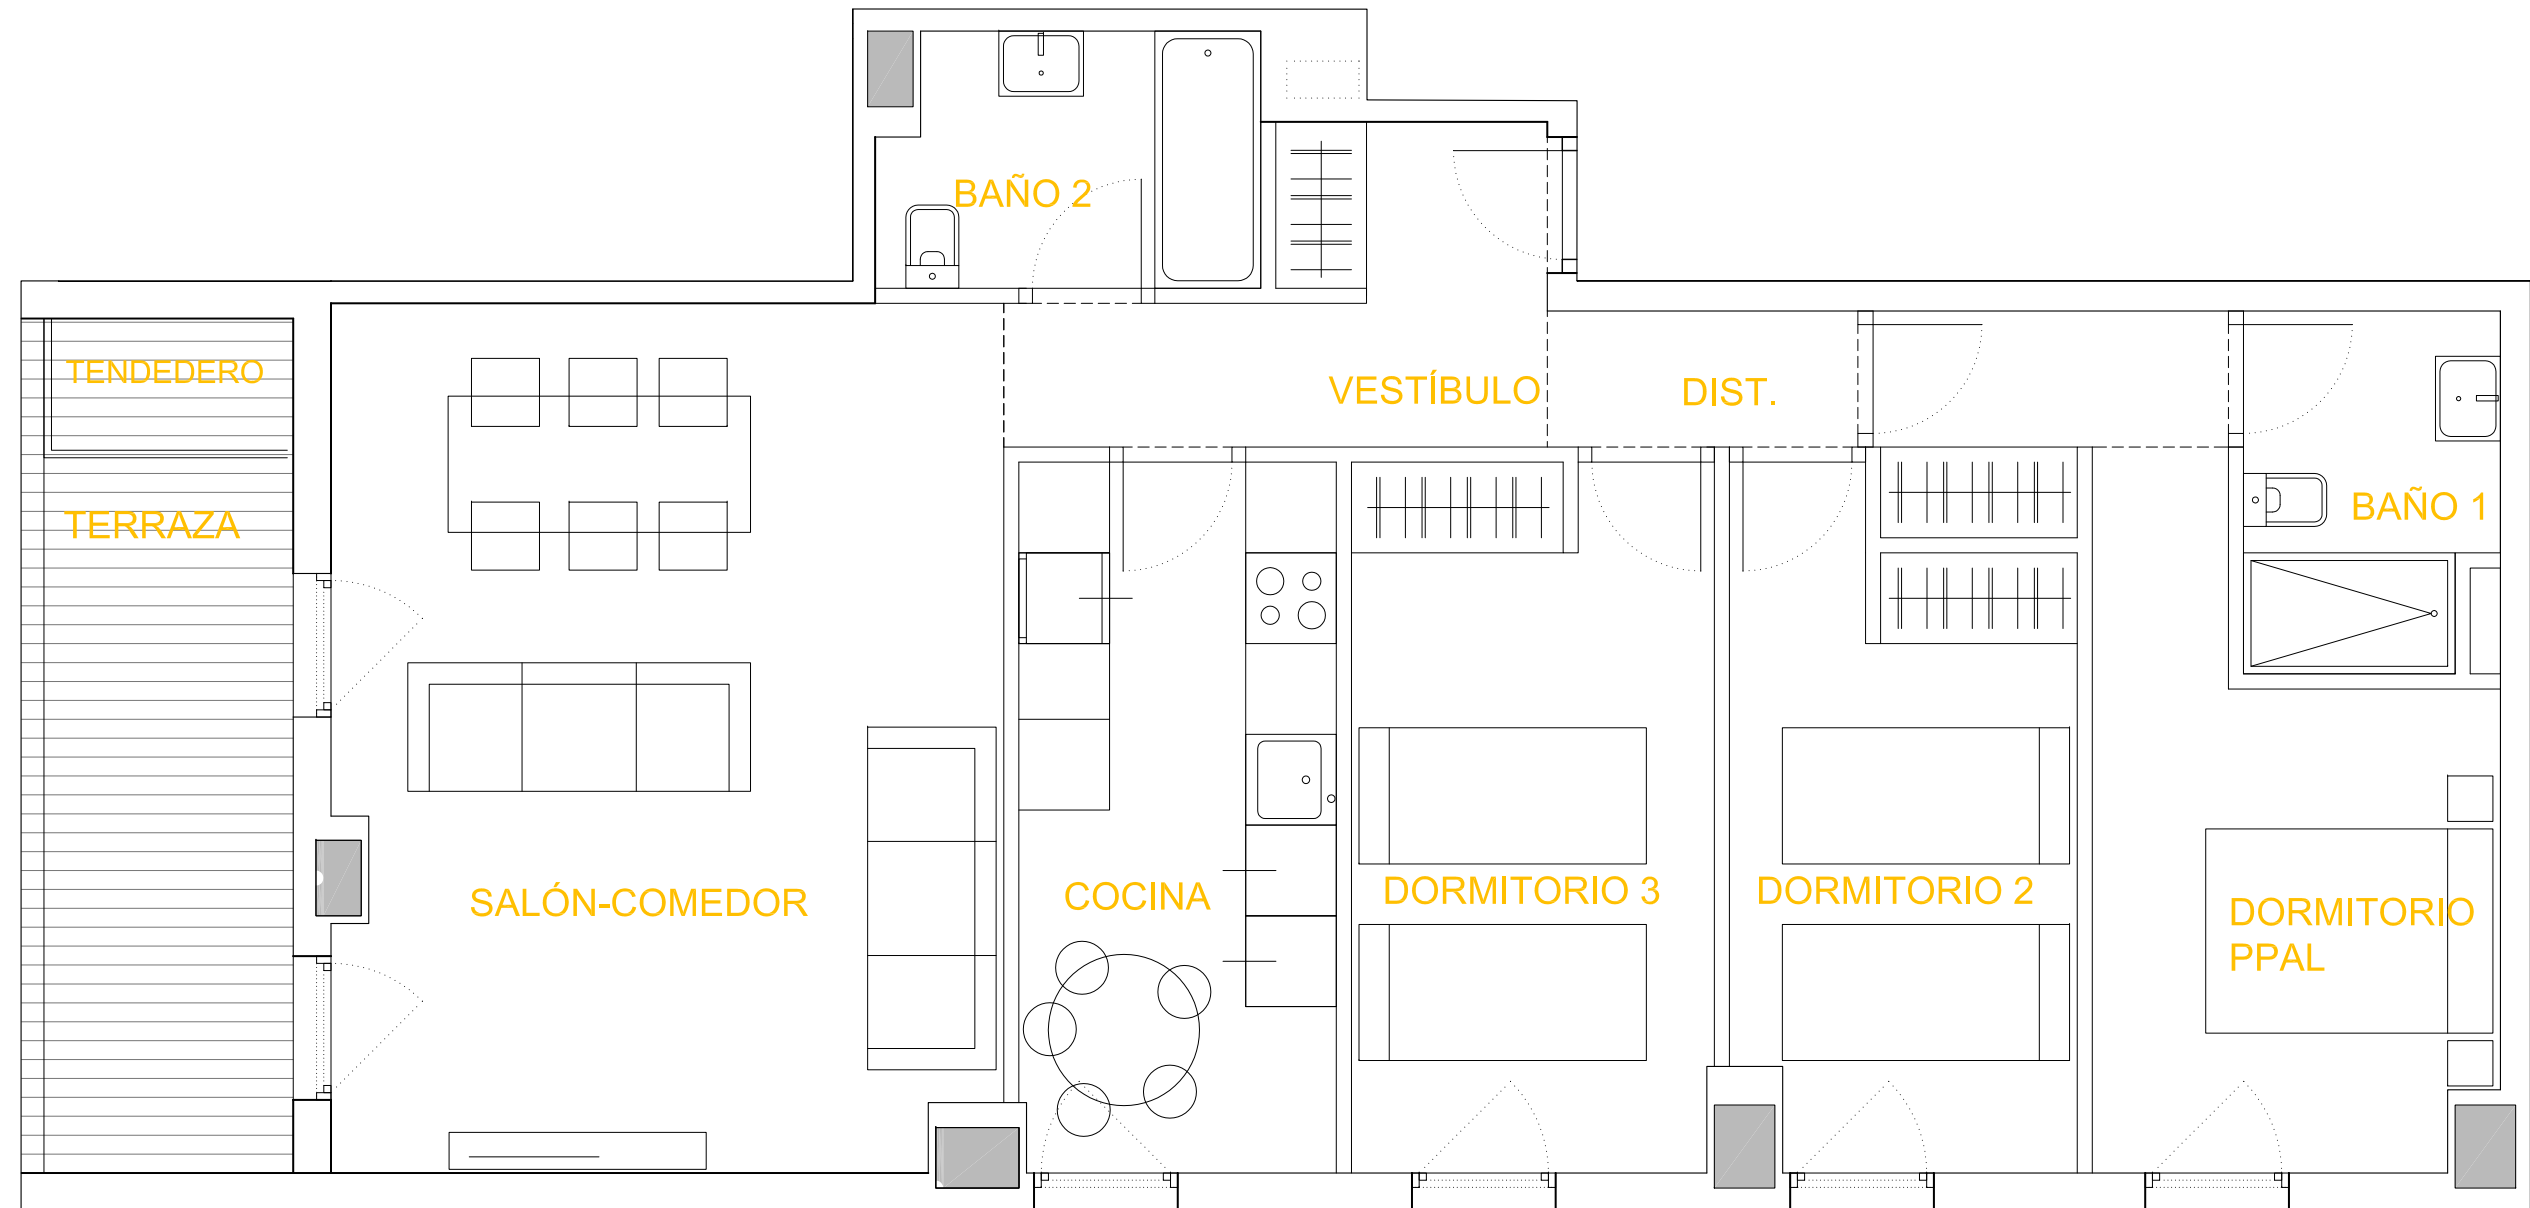 BAÑO 2
TENDEDERO
VESTÍBULO
DIST.
TERRAZA
BAÑO 1
SALÓN-COMEDOR
COCINA
DORMITORIO 3
DORMITORIO 2
DORMITORIO
PPAL